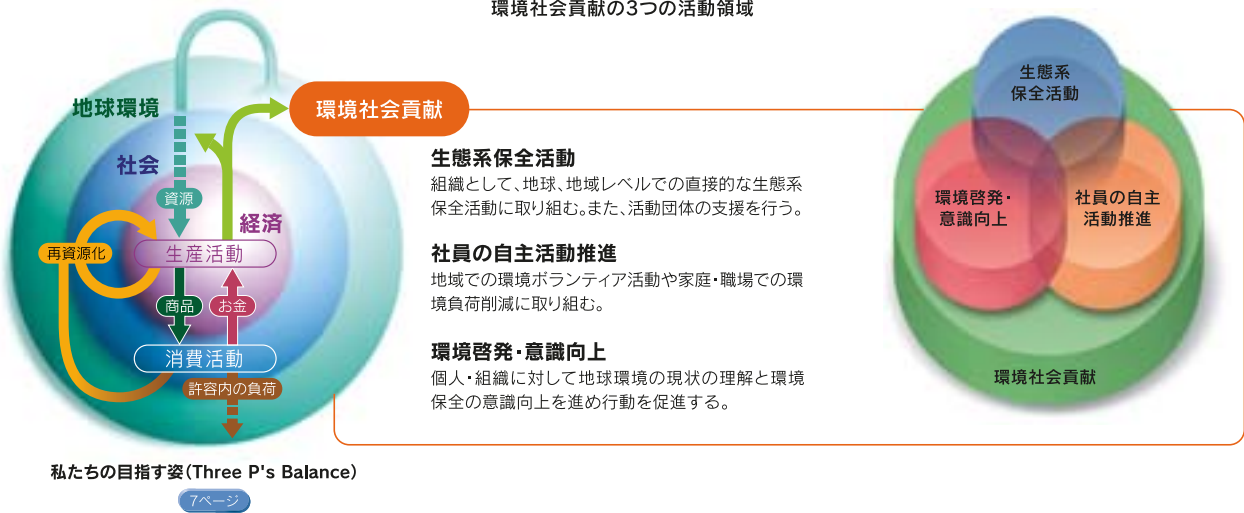 環境社会貢献の3つの活動領域
地球環境
社会
資源
経済
再資源化
生産活動
商品
お金
消費活動
許容内の負荷
私たちの目指す姿(Three P's Balance)
7ページ
環境社会貢献
生態系保全活動
組織として、地球、地域レベルでの直接的な生態系
保全活動に取り組む。また、活動団体の支援を行う。
社員の自主活動推進
地域での環境ボランティア活動や家庭・職場での環
境負荷削減に取り組む。
環境啓発・意識向上
個人・組織に対して地球環境の現状の理解と環境
保全の意識向上を進め行動を促進する。
生態系
保全活動
環境啓発・
意識向上
社員の自主
活動推進
環境社会貢献